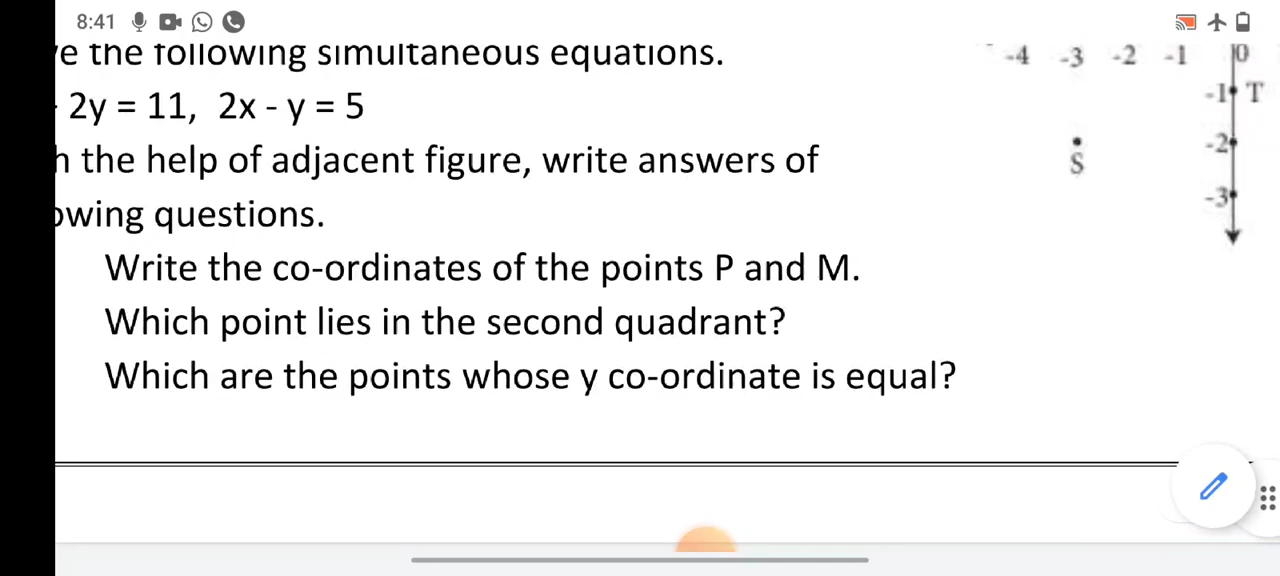 8:41
e the following simultaneous equations.
-4 -3 -2 -1 0
2y = 11, 2x - y = 5
-1 T
h the help of adjacent figure, write answers of
S
-2
owing questions.
-3
Write the co-ordinates of the points P and M.
Which point lies in the second quadrant?
Which are the points whose y co-ordinate is equal?